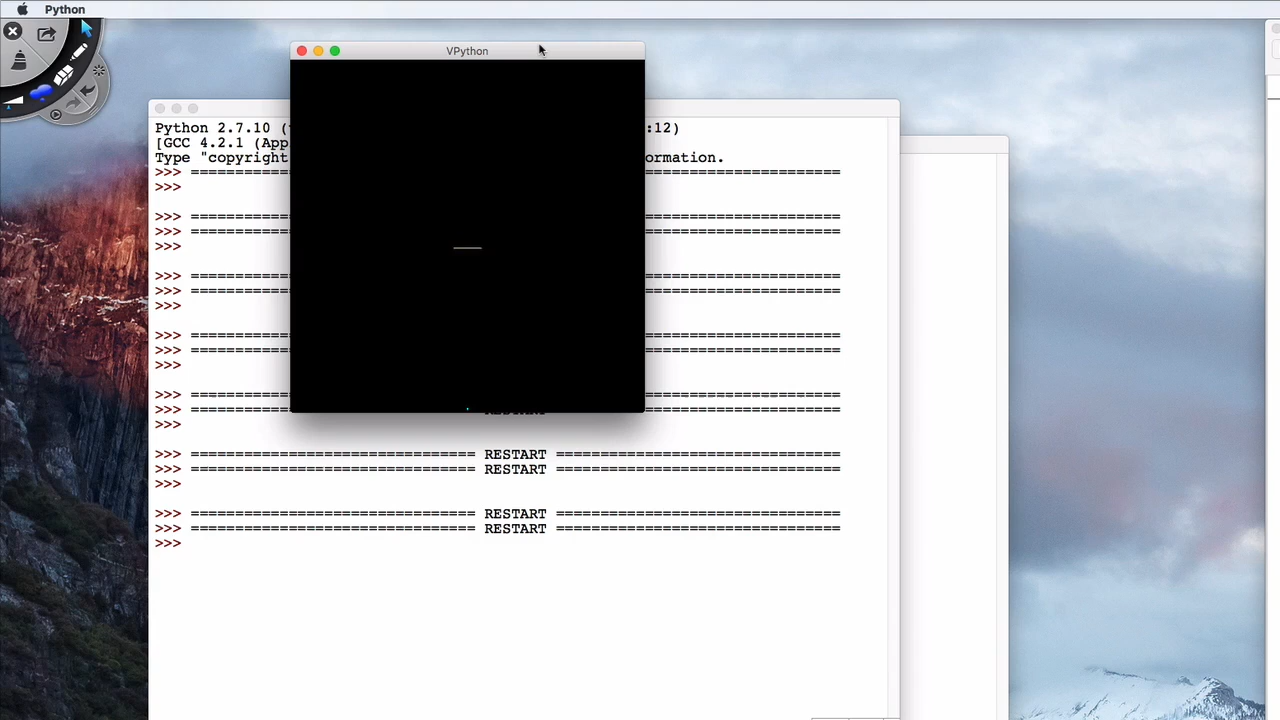 Python
VPython
Python 2.7.10 ( :12)
[GCC 4.2.1 (App
Type "copyright ormation.
>>> ================================ 
>>>
>>> ================================
>>> ================================
>>>
>>> ================================
>>> ================================
>>>
>>> ================================
>>> ================================
>>>
>>> ================================
>>> ================================ RESTART ================================
>>>
>>> ================================ RESTART ================================
>>> ================================ RESTART ================================
>>>
>>> ================================ RESTART ================================
>>> ================================ RESTART ================================
>>>